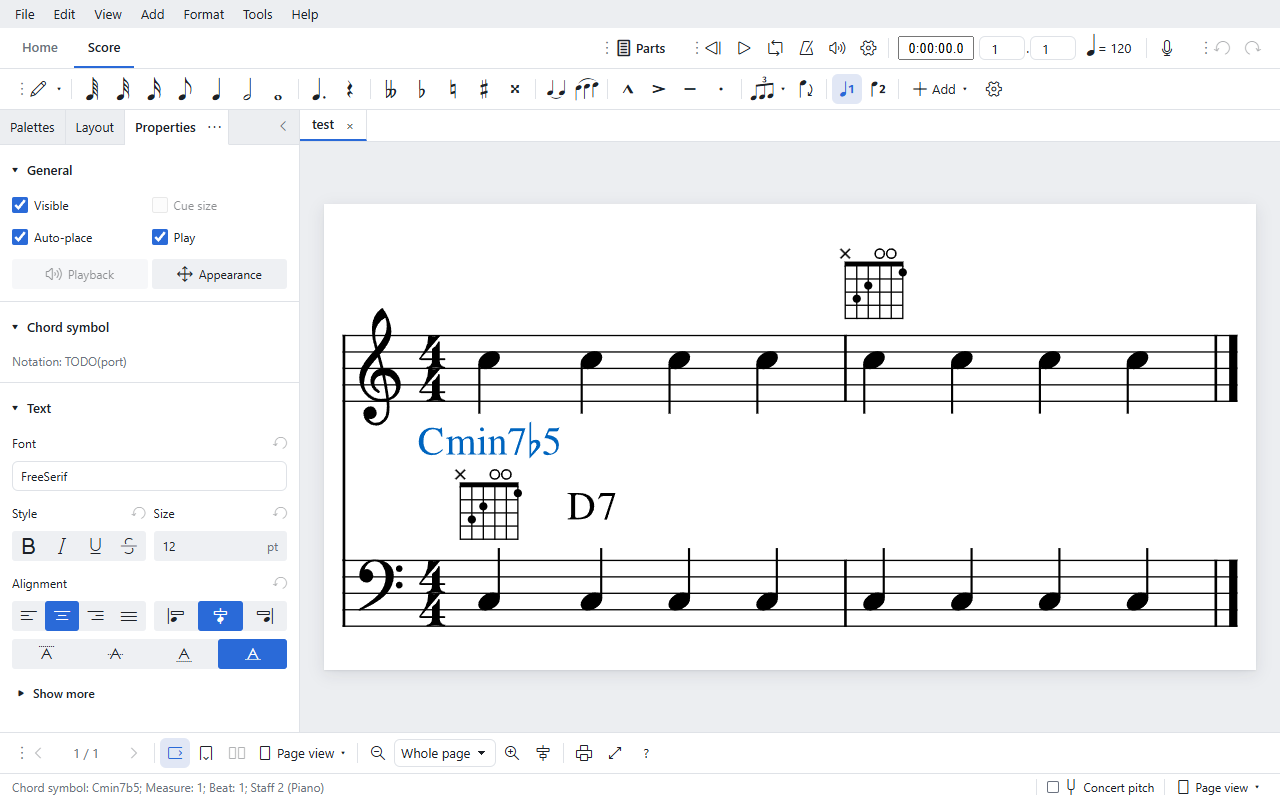 File Edit View Add Format Tools Help
Home Score Parts 0:00:00.0 1 . 1 = 120
3 1 2 Add
Palettes Layout Properties ··· test ×
General
Visible Cue size
Auto-place Play
Playback Appearance
Chord symbol
Notation: TODO(port)
Text
Font
FreeSerif
Style Size
B I U S 12 pt
Alignment
A A A A
Show more
Cmin7♭5
D7
1 / 1 Page view Whole page ?
Chord symbol: Cmin7b5; Measure: 1; Beat: 1; Staff 2 (Piano) Concert pitch Page view